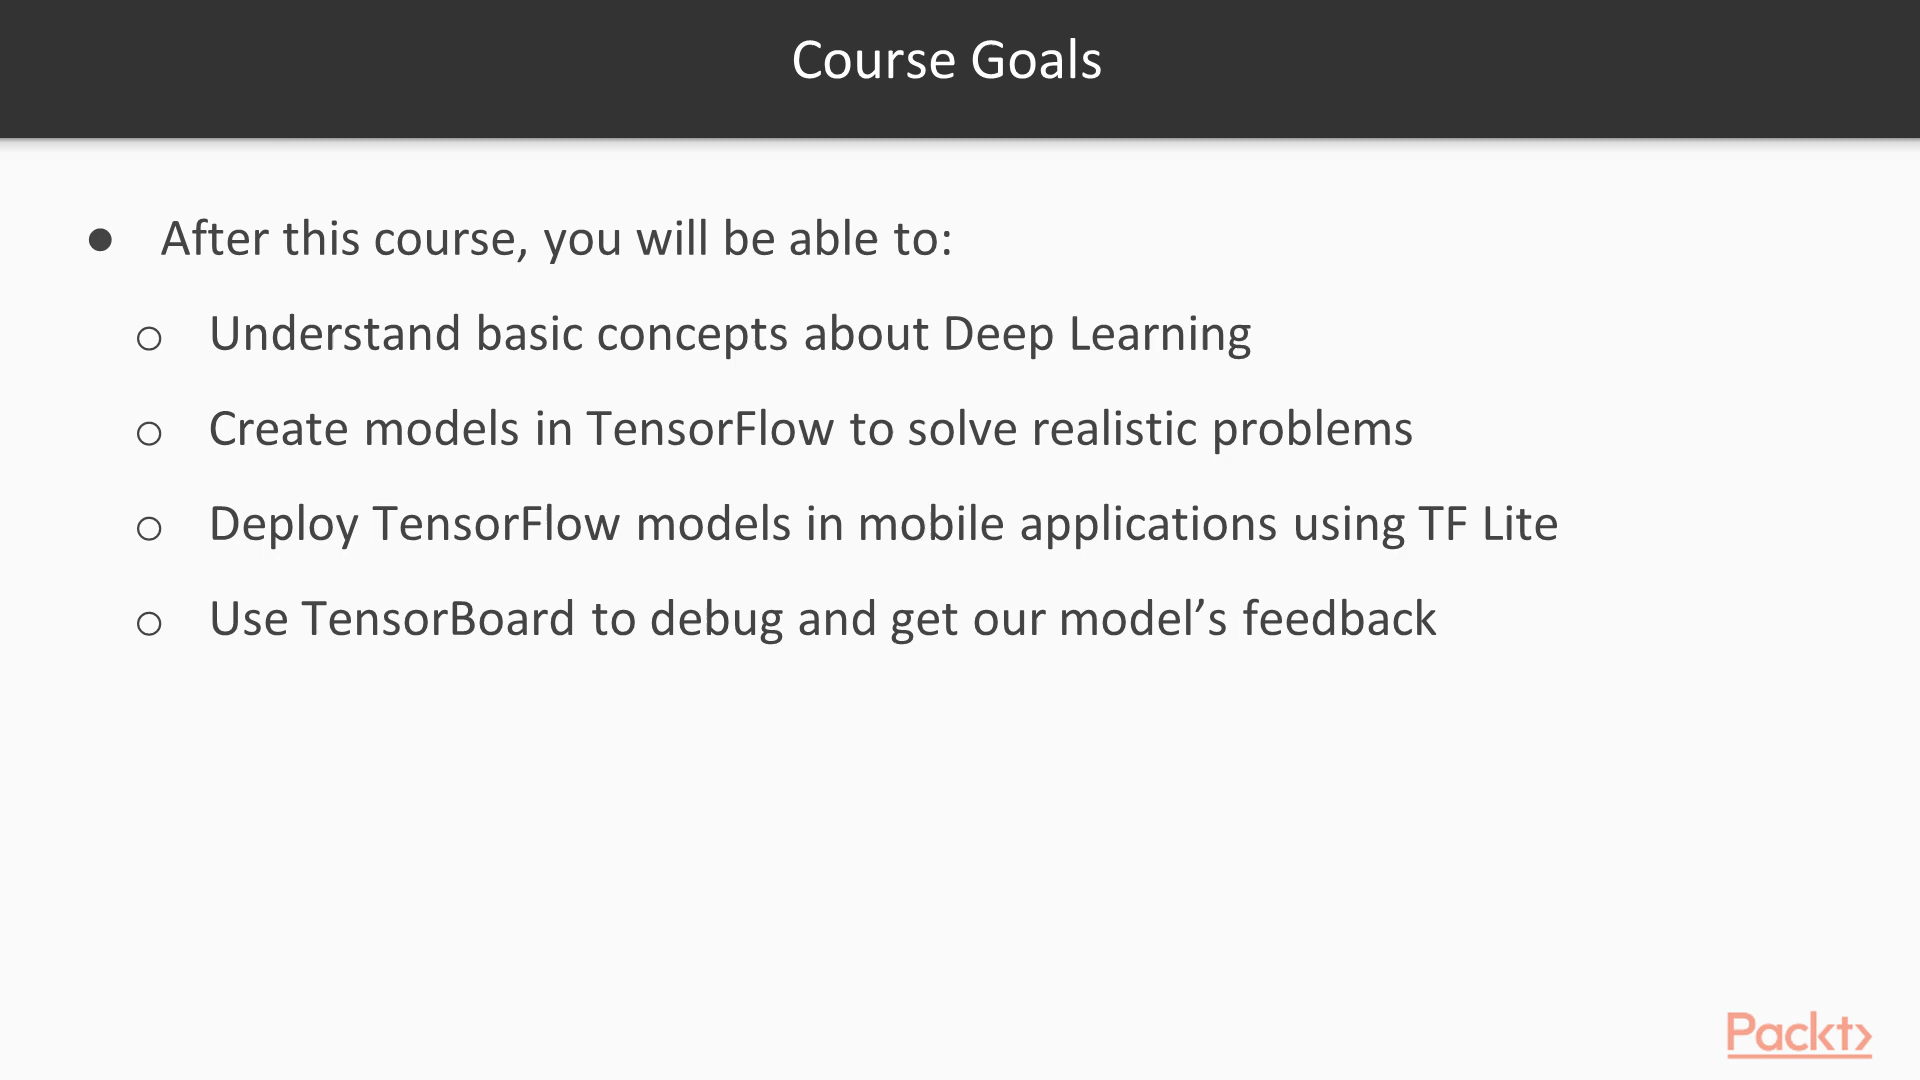 Course Goals
● After this course, you will be able to:
○ Understand basic concepts about Deep Learning
○ Create models in TensorFlow to solve realistic problems
○ Deploy TensorFlow models in mobile applications using TF Lite
○ Use TensorBoard to debug and get our model’s feedback
Packt>